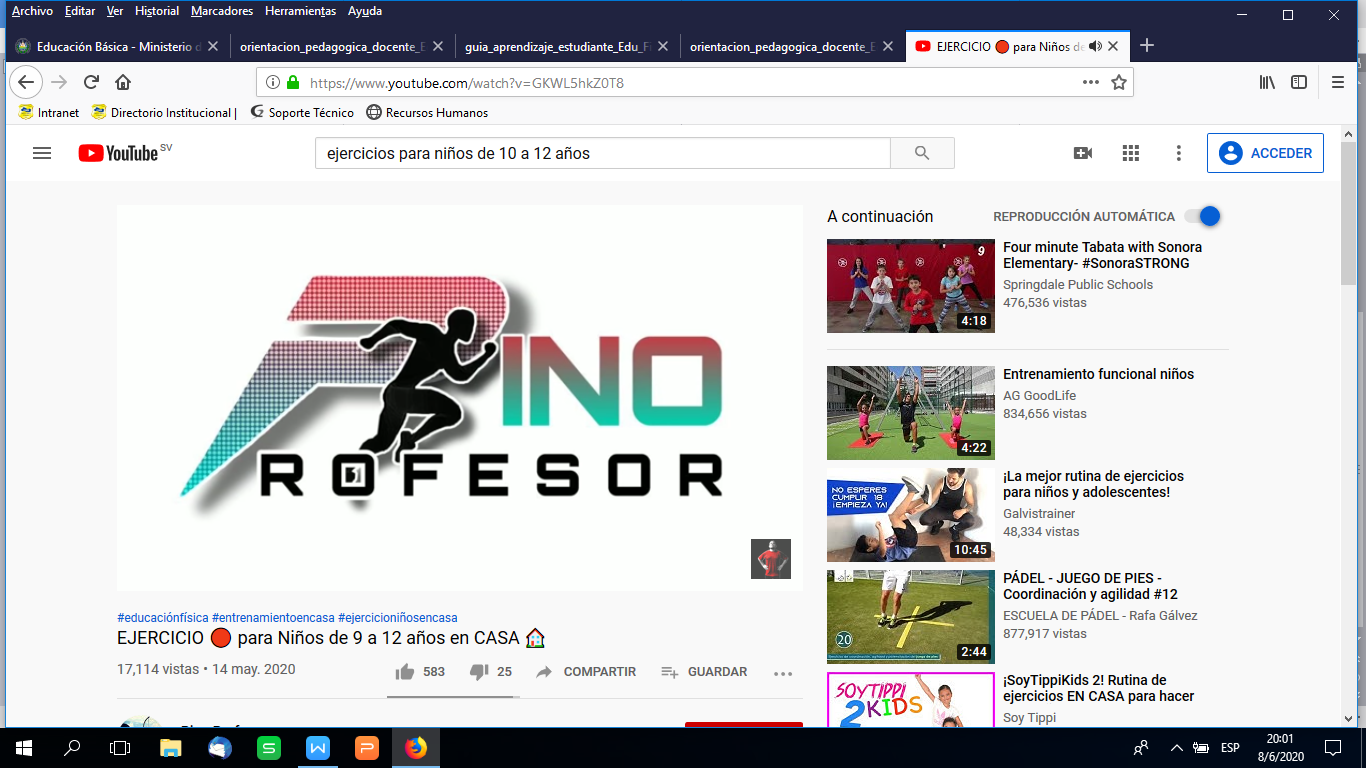 Archivo Editar Ver Historial Marcadores Herramientas Ayuda
Educación Básica - Ministerio d
orientacion_pedagogica_docente_E
guia_aprendizaje_estudiante_Edu_Fi
orientacion_pedagogica_docente_E
EJERCICIO 🔴 para Niños de
https://www.youtube.com/watch?v=GKWL5hkZ0T8
Intranet
Directorio Institucional |
Soporte Técnico
Recursos Humanos
YouTube SV
ejercicios para niños de 10 a 12 años
ACCEDER
PINO
ROFESOR
#educaciónfísica #entrenamientoencasa #ejercicioniñosencasa
EJERCICIO 🔴 para Niños de 9 a 12 años en CASA 🏠
17,114 vistas • 14 may. 2020
583
25
COMPARTIR
GUARDAR
A continuación
REPRODUCCIÓN AUTOMÁTICA
9
4:18
Four minute Tabata with Sonora
Elementary- #SonoraSTRONG
Springdale Public Schools
476,536 vistas
4:22
Entrenamiento funcional niños
AG GoodLife
834,656 vistas
NO ESPERES
CUMPLIR 18
¡EMPIEZA YA!
10:45
¡La mejor rutina de ejercicios
para niños y adolescentes!
Galvistrainer
48,334 vistas
20
2:44
PÁDEL - JUEGO DE PIES -
Coordinación y agilidad #12
ESCUELA DE PÁDEL - Rafa Gálvez
877,917 vistas
SOYTIPPI
2 KIDS
¡SoyTippiKids 2! Rutina de
ejercicios EN CASA para hacer
Soy Tippi
ESP
20:01
8/6/2020